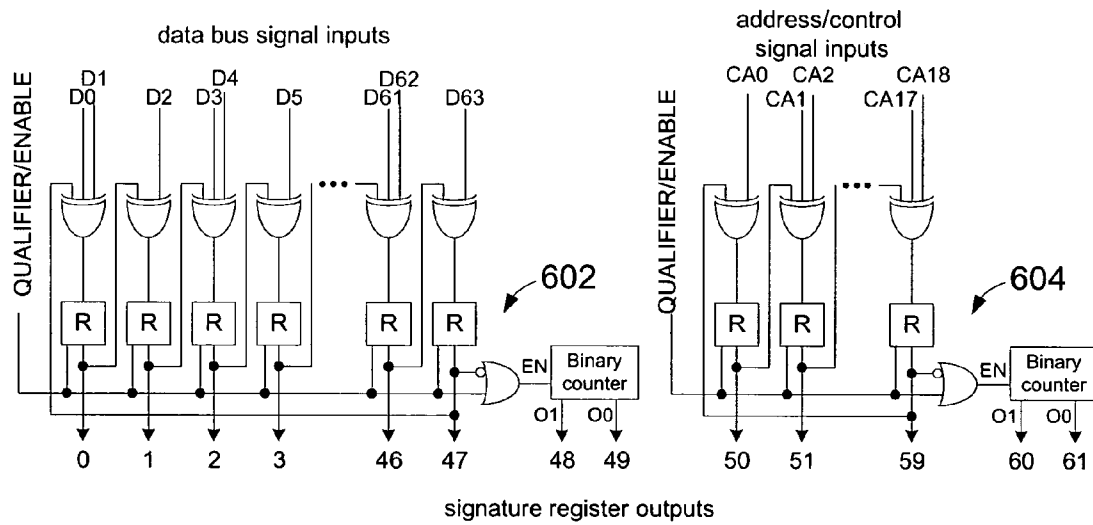 data bus signal inputs
address/control
signal inputs
QUALIFIER/ENABLE
D1
D0
D2
D4
D3
D5
D62
D61
D63
QUALIFIER/ENABLE
CA0
CA2
CA1
CA18
CA17
•••
•••
602
604
R
R
R
R
R
R
R
R
R
EN
Binary
counter
O1
O0
EN
Binary
counter
O1
O0
0
1
2
3
46
47
48
49
50
51
59
60
61
signature register outputs